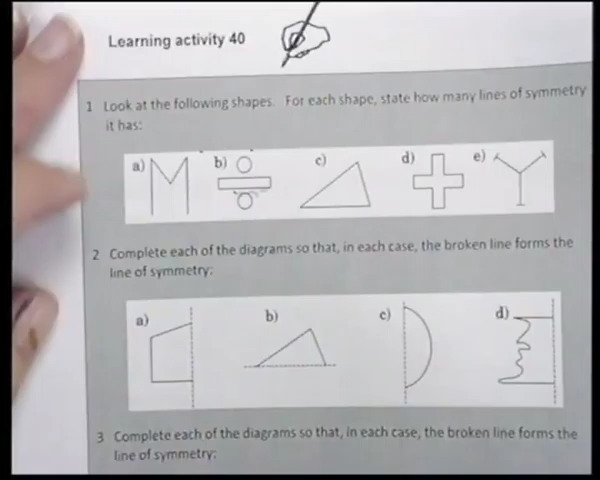 Learning activity 40
1 Look at the following shapes. For each shape, state how many lines of symmetry
it has:
a) b) c) d) e)
2 Complete each of the diagrams so that, in each case, the broken line forms the
line of symmetry:
a) b) c) d)
3 Complete each of the diagrams so that, in each case, the broken line forms the
line of symmetry: